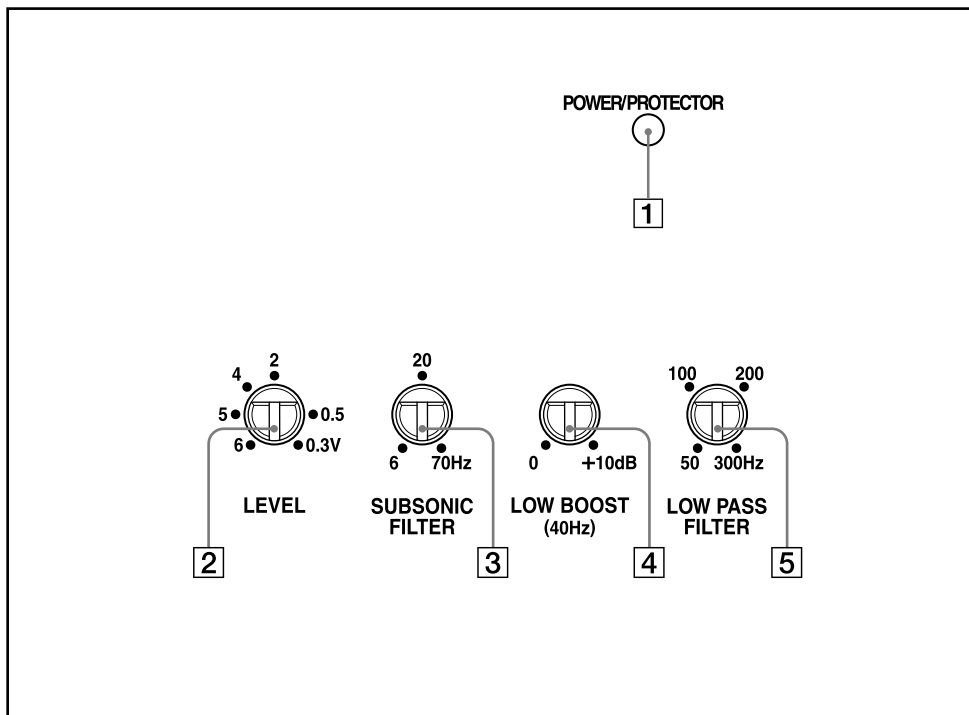 POWER/PROTECTOR
1
2
4
5
6
0.5
0.3V
LEVEL
2
20
6 70Hz
SUBSONIC
FILTER
3
0 +10dB
LOW BOOST
(40Hz)
4
100 200
50 300Hz
LOW PASS
FILTER
5